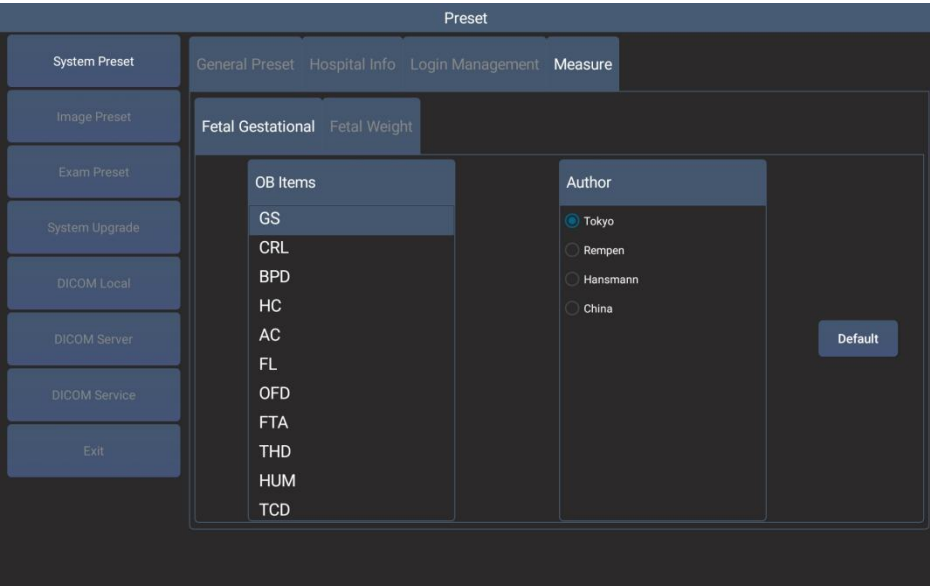 Preset
System Preset
Image Preset
Exam Preset
System Upgrade
DICOM Local
DICOM Server
DICOM Service
Exit
General Preset Hospital Info Login Management Measure
Fetal Gestational Fetal Weight
OB Items
GS
CRL
BPD
HC
AC
FL
OFD
FTA
THD
HUM
TCD
Author
Tokyo
Rempen
Hansmann
China
Default